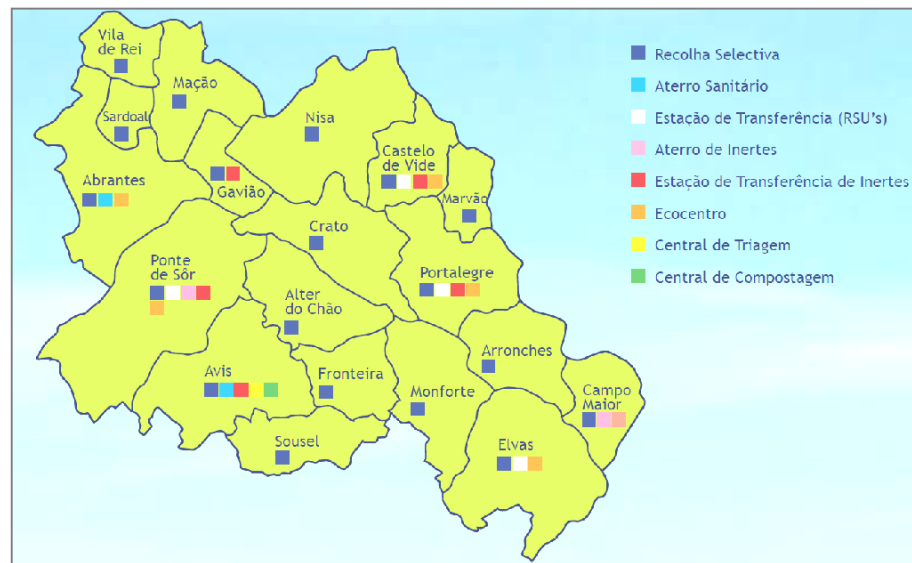 Vila
de Rei
Mação
Sardoal
Nisa
Castelo
de Vide
Abrantes
Gavião
Marvão
Crato
Ponte
de Sôr
Portalegre
Alter
do Chão
Arronches
Avis
Fronteira
Monforte
Campo
Maior
Sousel
Elvas
Recolha Selectiva
Aterro Sanitário
Estação de Transferência (RSU's)
Aterro de Inertes
Estação de Transferência de Inertes
Ecocentro
Central de Triagem
Central de Compostagem